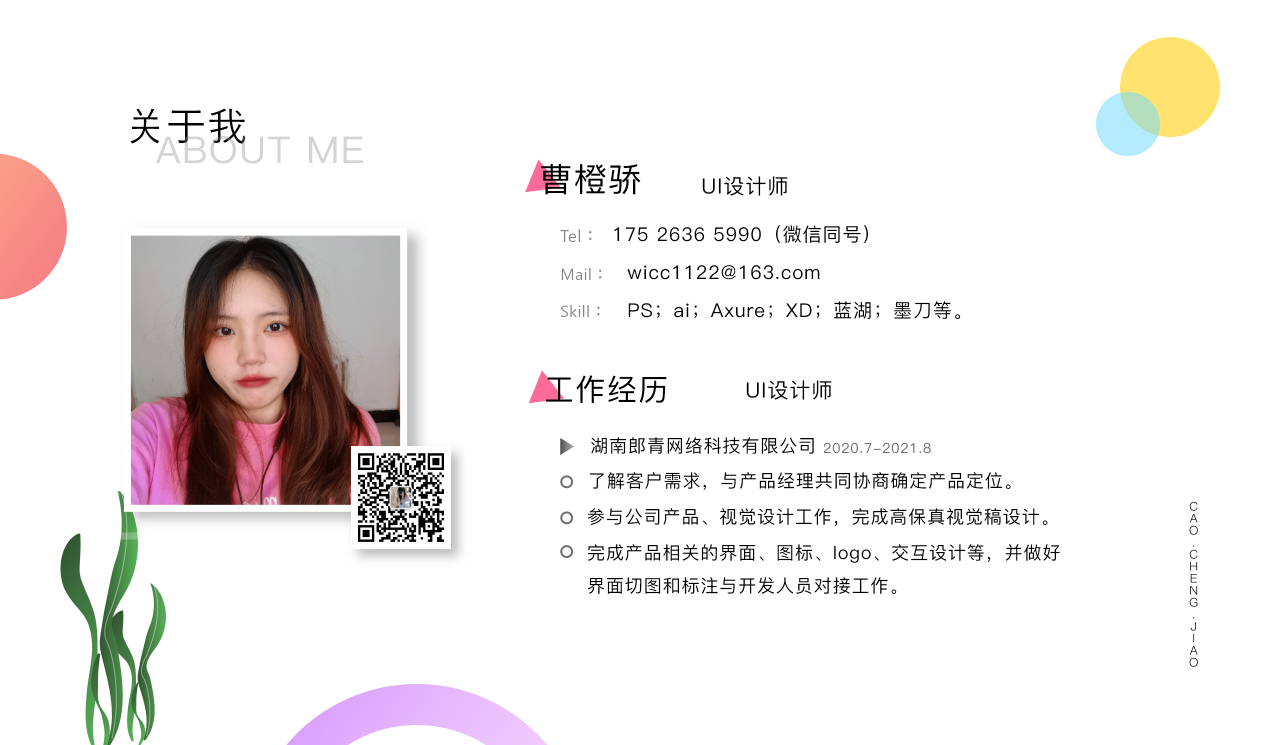 关于我
ABOUT ME
曹橙骄 UI设计师
Tel： 175 2636 5990（微信同号）
Mail： wicc1122@163.com
Skill： PS；ai；Axure；XD；蓝湖；墨刀等。
工作经历 UI设计师
湖南郎青网络科技有限公司 2020.7-2021.8
了解客户需求，与产品经理共同协商确定产品定位。
参与公司产品、视觉设计工作，完成高保真视觉稿设计。
完成产品相关的界面、图标、logo、交互设计等，并做好
界面切图和标注与开发人员对接工作。
CAO·CHENG·JIAO